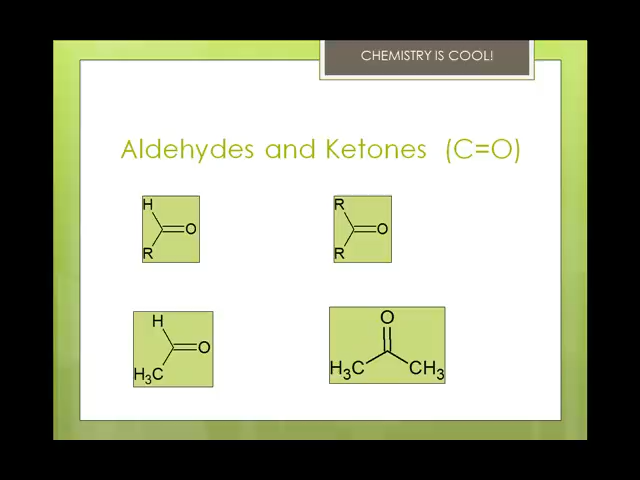 CHEMISTRY IS COOL!
Aldehydes and Ketones (C=O)
H
O
R
R
O
R
H
O
H₃C
O
H₃C CH₃